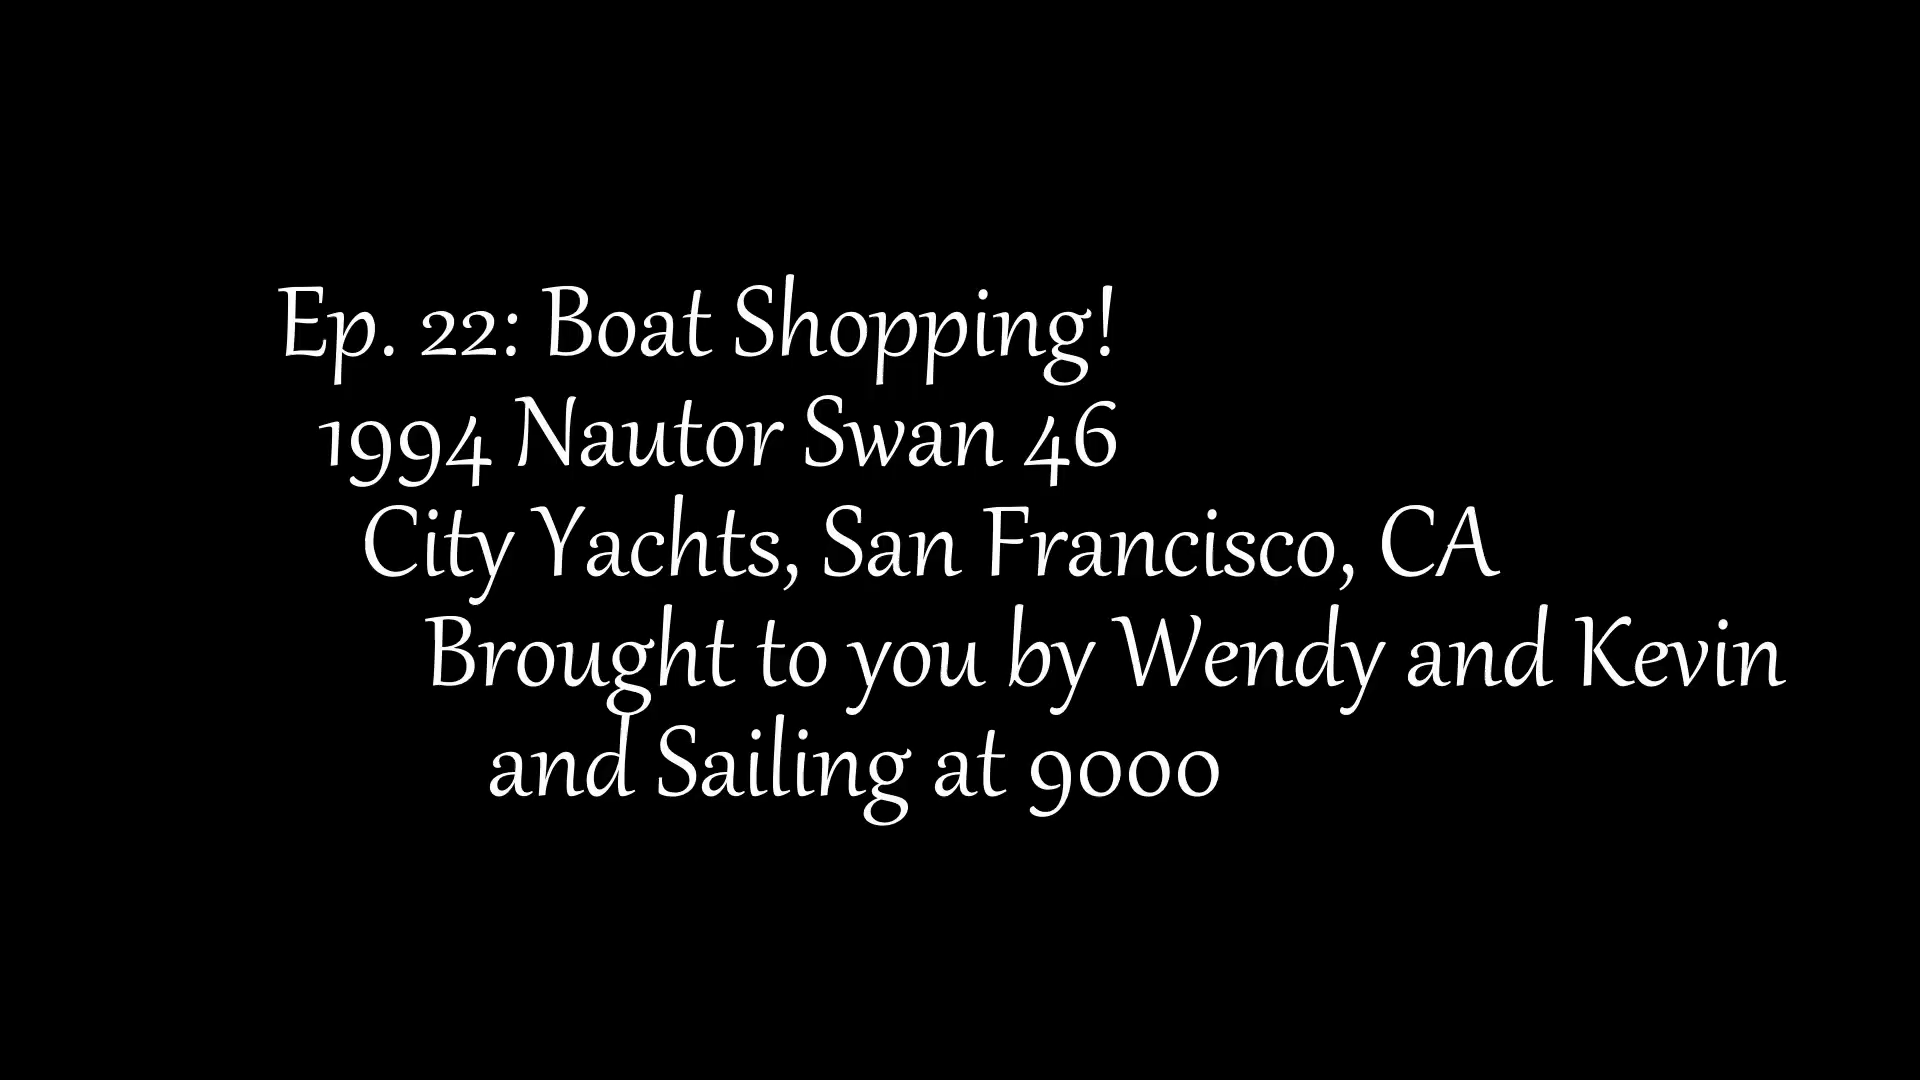 Ep. 22: Boat Shopping!
1994 Nautor Swan 46
City Yachts, San Francisco, CA
Brought to you by Wendy and Kevin
and Sailing at 9000